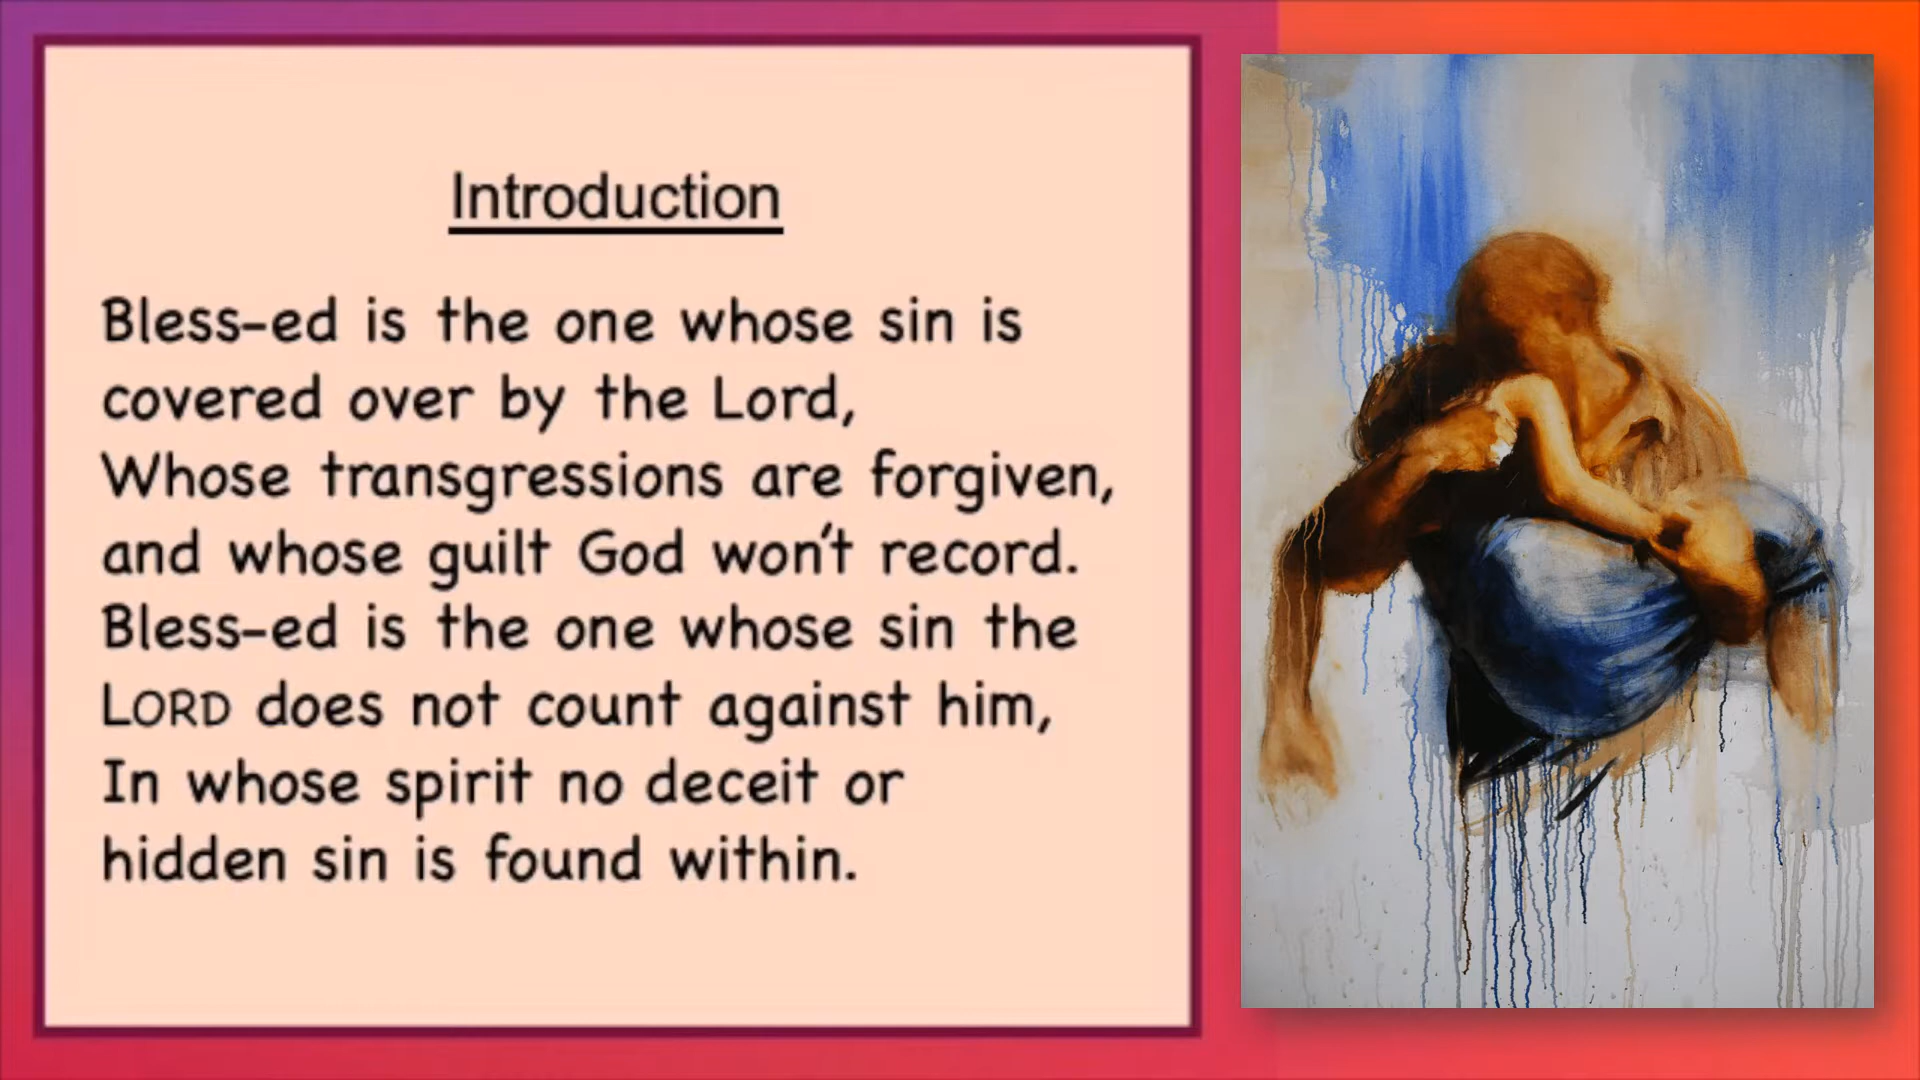 Introduction
Bless-ed is the one whose sin is
covered over by the Lord,
Whose transgressions are forgiven,
and whose guilt God won't record.
Bless-ed is the one whose sin the
LORD does not count against him,
In whose spirit no deceit or
hidden sin is found within.